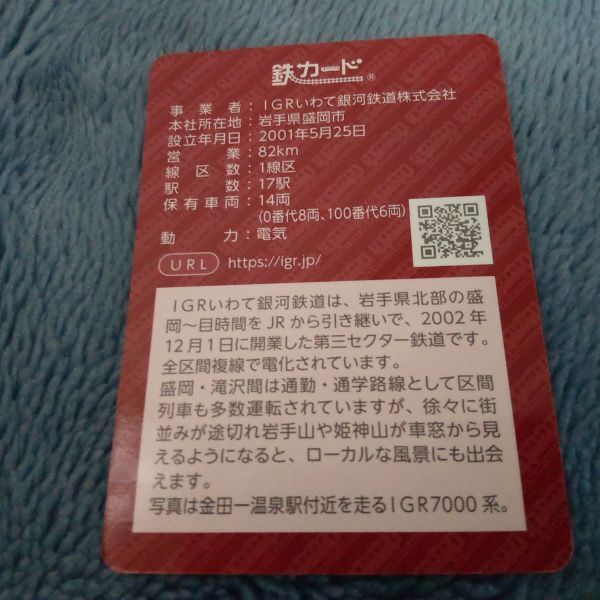 鉄カード®
事業者：IGRいわて銀河鉄道株式会社
本社所在地：岩手県盛岡市
設立年月日：2001年5月25日
営業：82km
線区数：1線区
駅数：17駅
保有車両：14両
(0番代8両、100番代6両)
動力：電気
URL https://igr.jp/
IGRいわて銀河鉄道は、岩手県北部の盛
岡〜目時間をJRから引き継いで、2002年
12月1日に開業した第三セクター鉄道です。
全区間複線で電化されています。
盛岡・滝沢間は通勤・通学路線として区間
列車も多数運転されていますが、徐々に街
並みが途切れ岩手山や姫神山が車窓から見
えるようになると、ローカルな風景にも出会
えます。
写真は金田一温泉駅付近を走るIGR7000系。